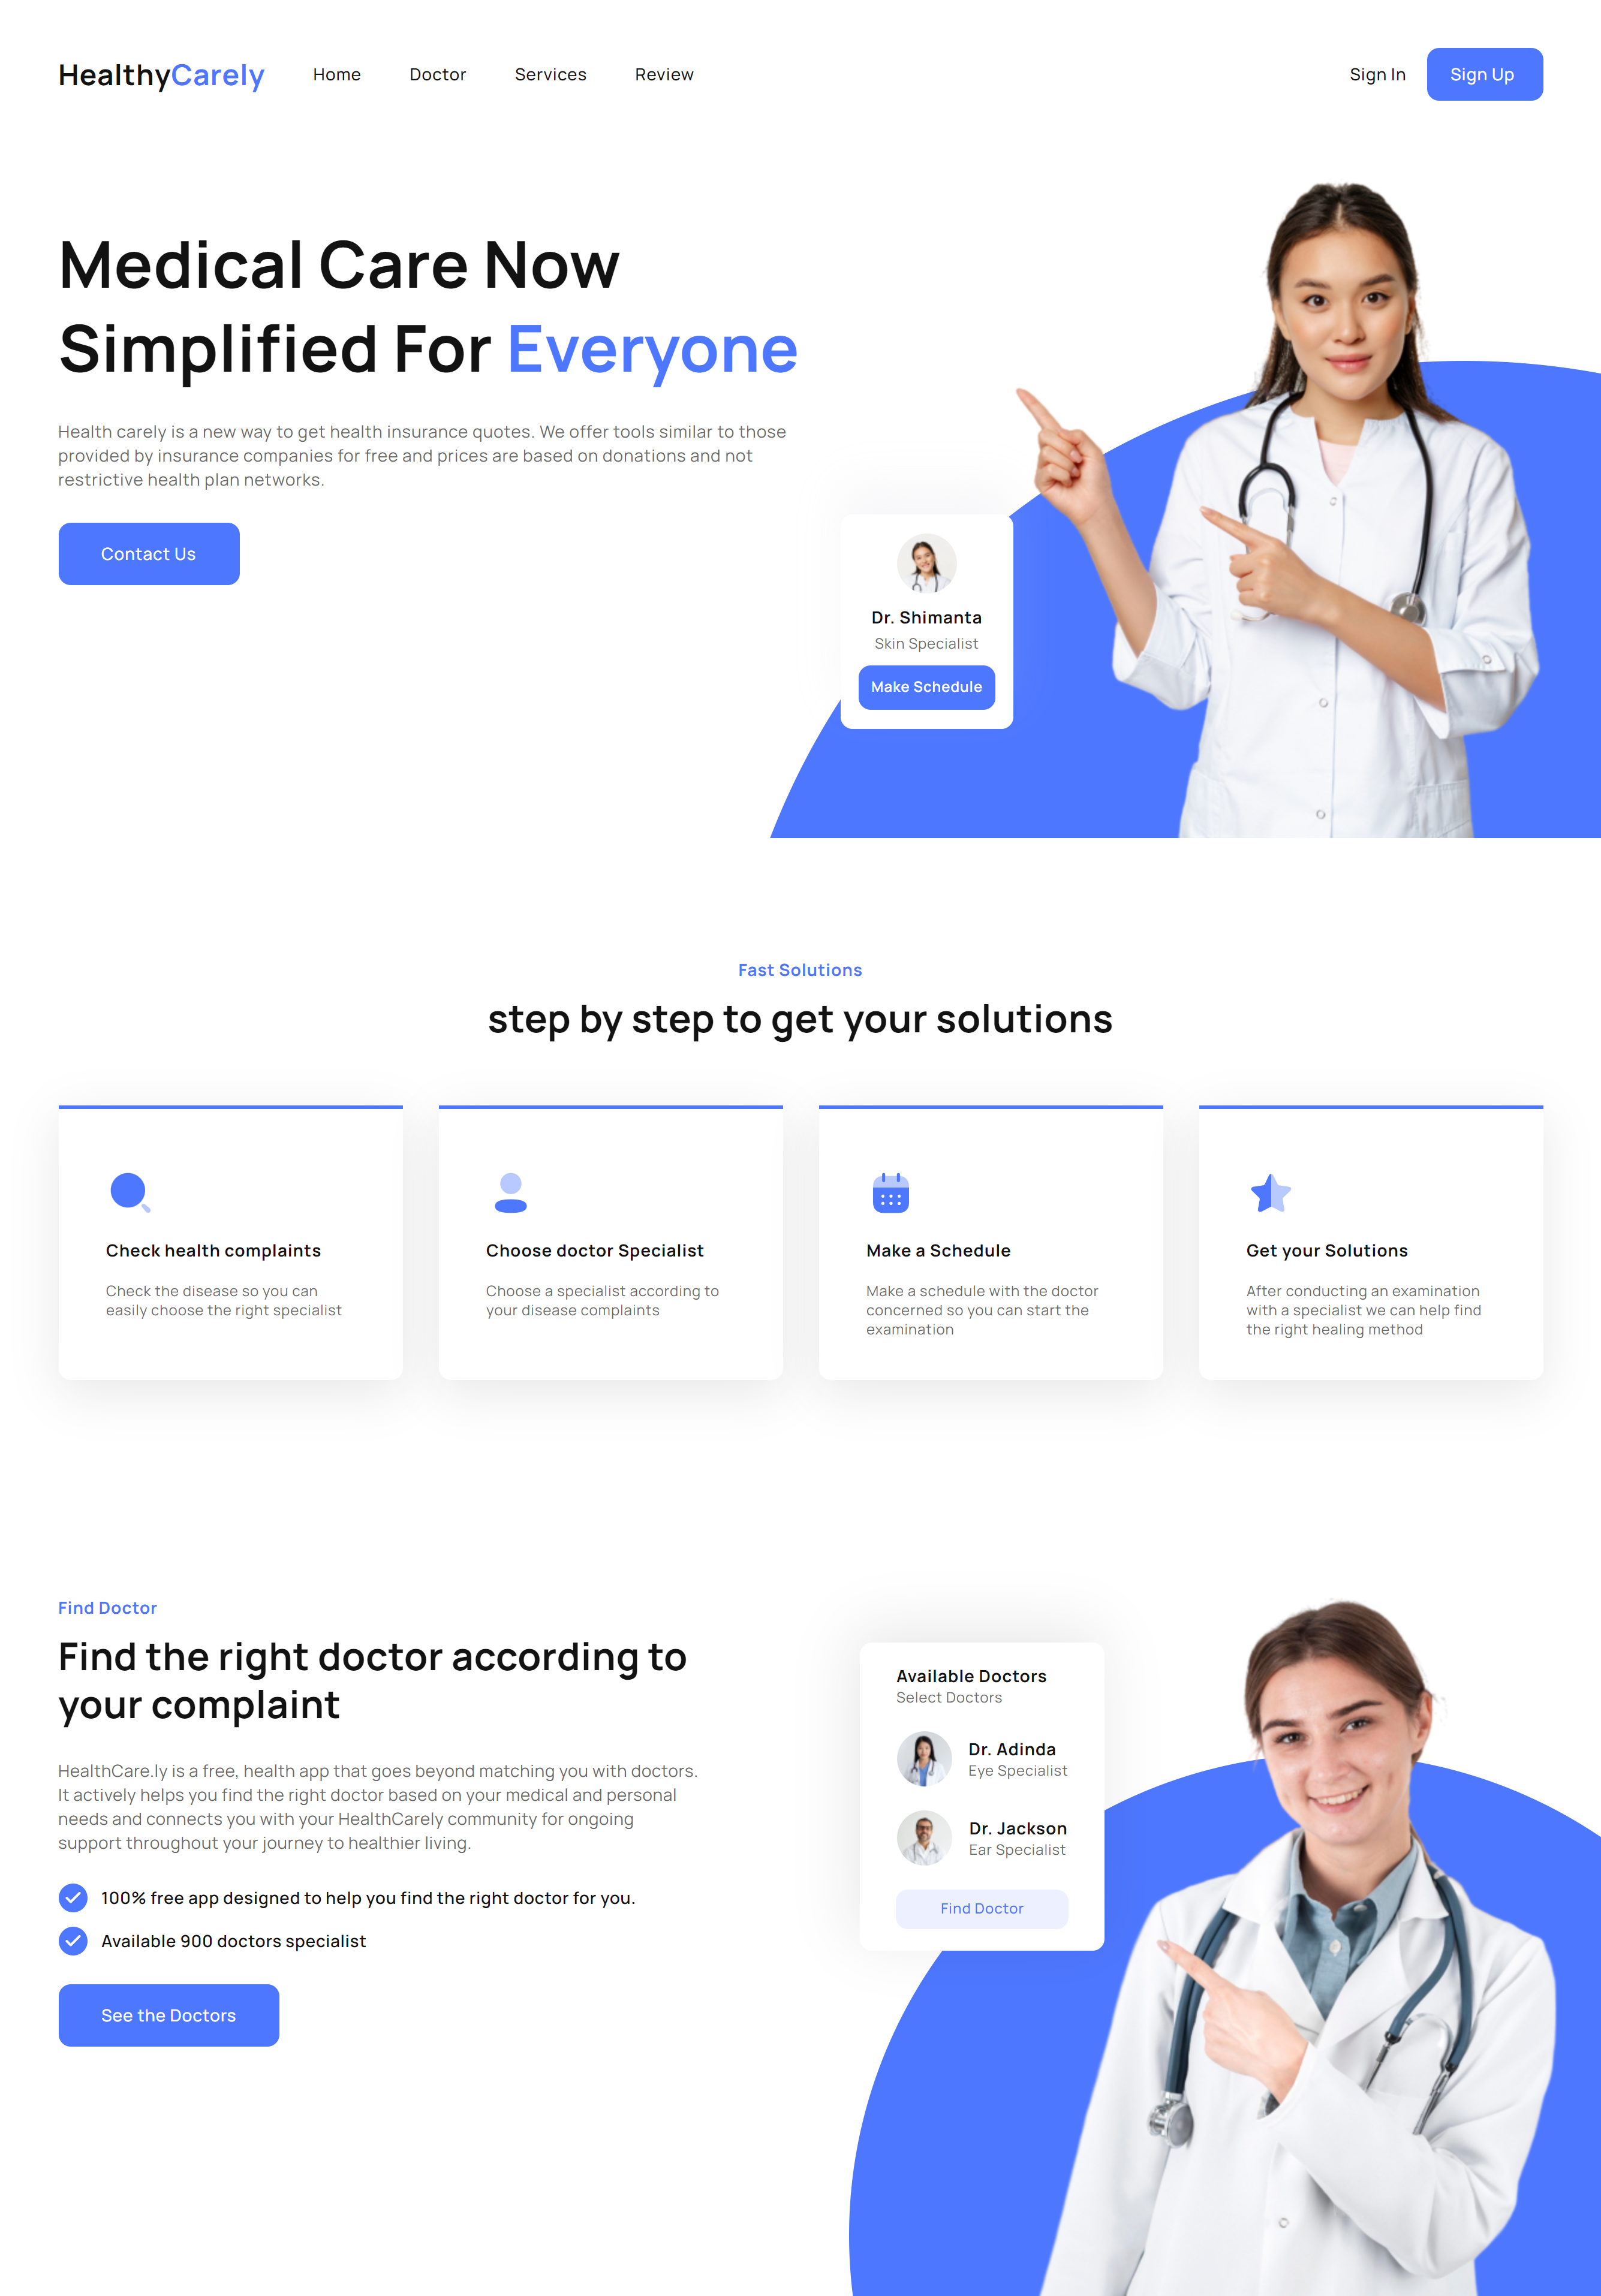 HealthyCarely
Home
Doctor
Services
Review
Sign In
Sign Up
Medical Care Now
Simplified For Everyone
Health carely is a new way to get health insurance quotes. We offer tools similar to those
provided by insurance companies for free and prices are based on donations and not
restrictive health plan networks.
Contact Us
Dr. Shimanta
Skin Specialist
Make Schedule
Fast Solutions
step by step to get your solutions
Check health complaints
Check the disease so you can
easily choose the right specialist
Choose doctor Specialist
Choose a specialist according to
your disease complaints
Make a Schedule
Make a schedule with the doctor
concerned so you can start the
examination
Get your Solutions
After conducting an examination
with a specialist we can help find
the right healing method
Find Doctor
Find the right doctor according to
your complaint
HealthCare.ly is a free, health app that goes beyond matching you with doctors.
It actively helps you find the right doctor based on your medical and personal
needs and connects you with your HealthCarely community for ongoing
support throughout your journey to healthier living.
100% free app designed to help you find the right doctor for you.
Available 900 doctors specialist
See the Doctors
Available Doctors
Select Doctors
Dr. Adinda
Eye Specialist
Dr. Jackson
Ear Specialist
Find Doctor